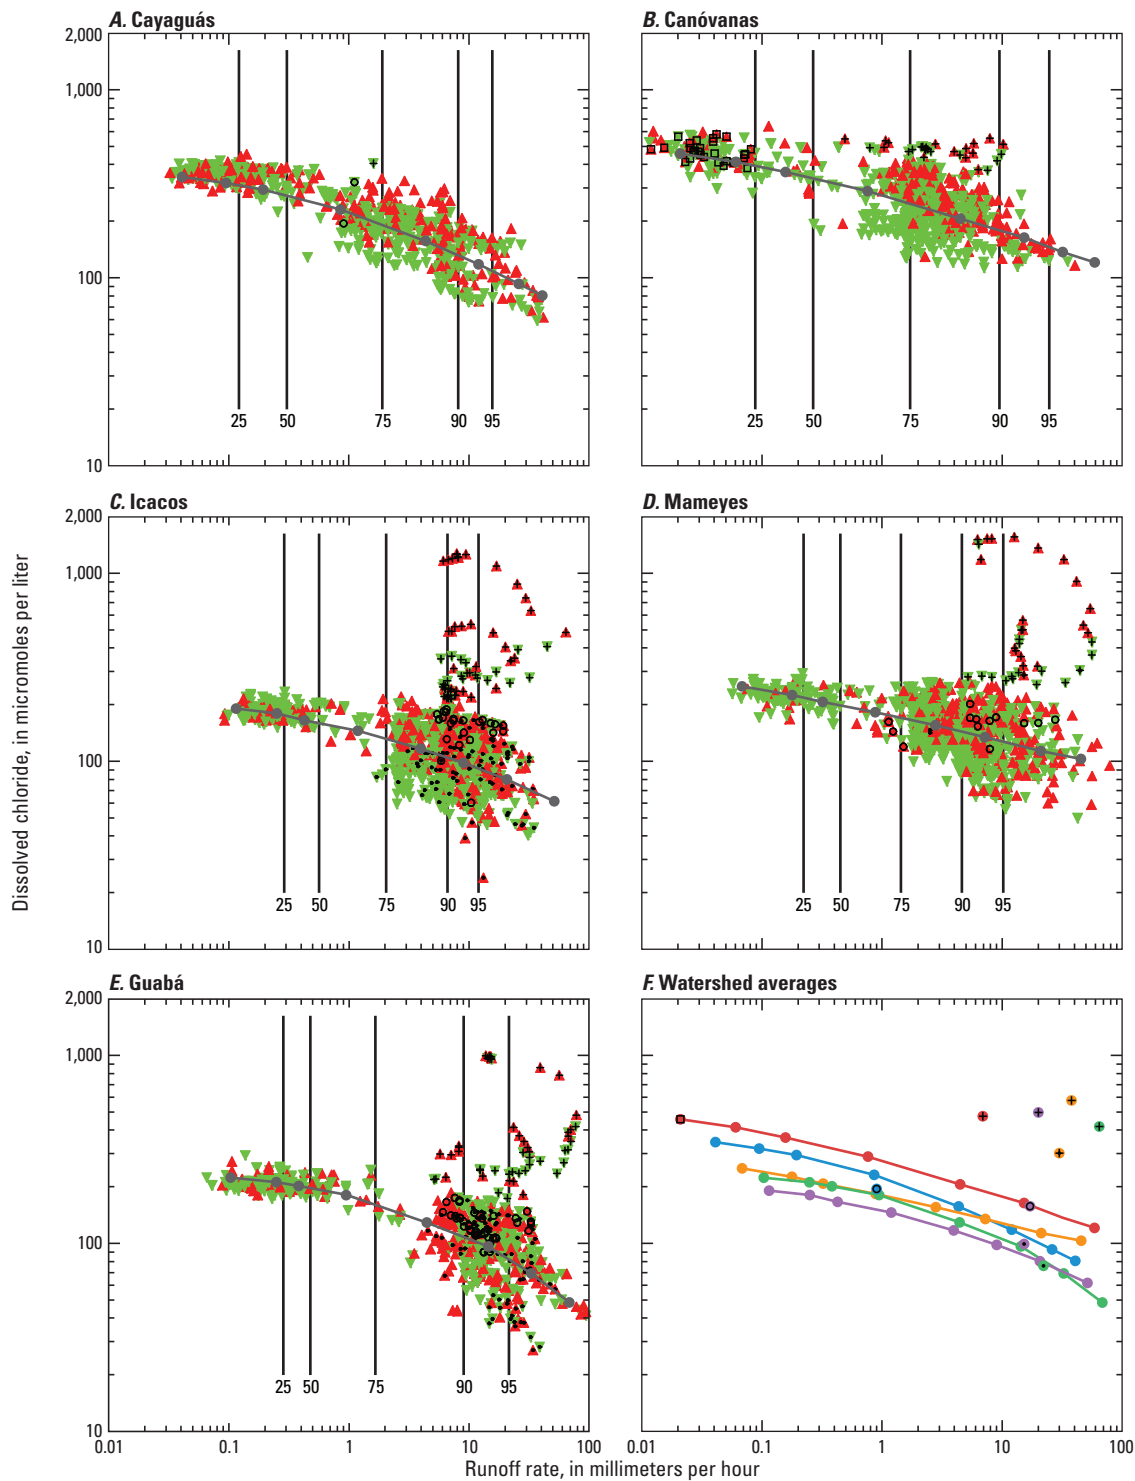 A. Cayaguás
B. Canóvanas
2,000
1,000
100
10
25 50 75 90 95
25 50 75 90 95
C. Icacos
D. Mameyes
2,000
1,000
100
10
25 50 75 90 95
25 50 75 90 95
Dissolved chloride, in micromoles per liter
E. Guabá
F. Watershed averages
2,000
1,000
100
10
25 50 75 90 95
0.01 0.1 1 10 100
0.01 0.1 1 10 100
Runoff rate, in millimeters per hour